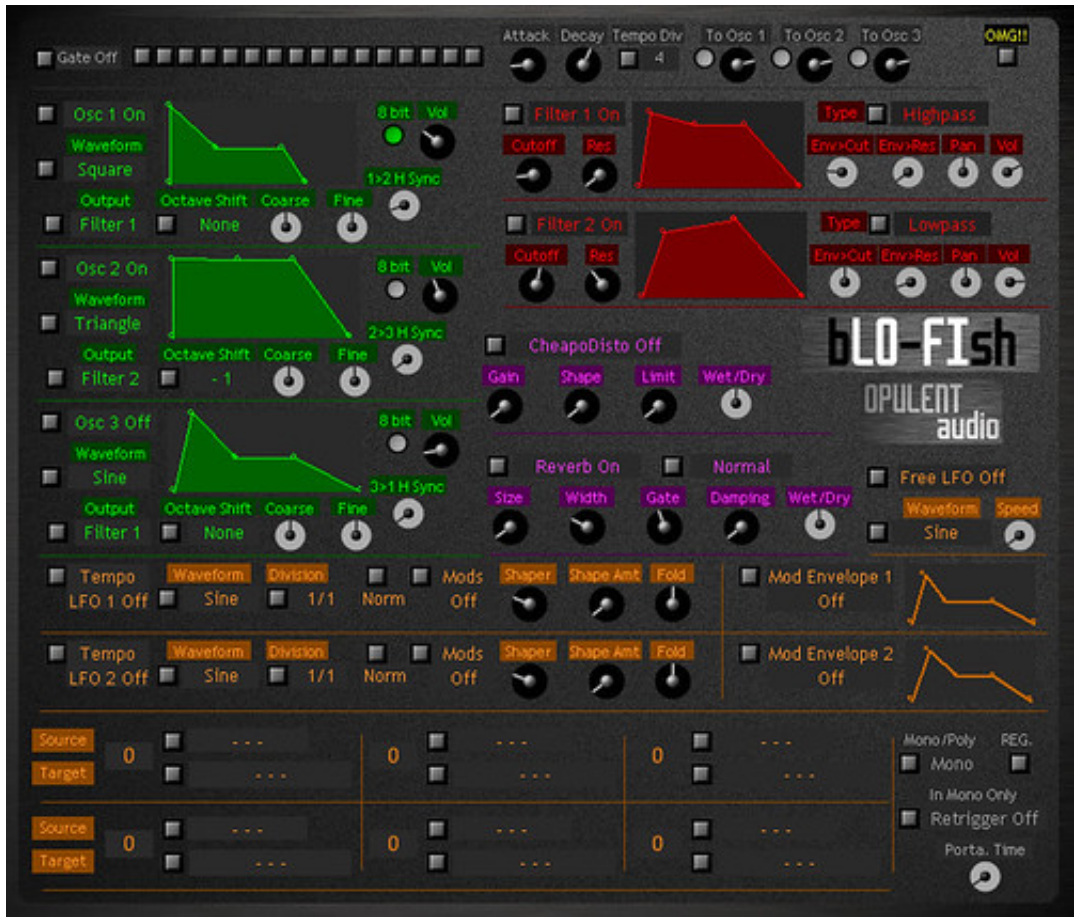 Attack Decay Tempo Div To Osc 1 To Osc 2 To Osc 3 OMG!!
Gate Off 4
Osc 1 On 8 bit Vol
Waveform
Square
1>2 H Sync
Output Octave Shift Coarse Fine
Filter 1 None
Filter 1 On Type Highpass
Cutoff Res Env>Cut Env>Res Pan Vol
Filter 2 On Type Lowpass
Cutoff Res Env>Cut Env>Res Pan Vol
Osc 2 On 8 bit Vol
Waveform
Triangle
2>3 H Sync
Output Octave Shift Coarse Fine
Filter 2 - 1
bLO-FIsh
OPULENT
audio
CheapoDisto Off
Gain Shape Limit Wet/Dry
Osc 3 Off 8 bit Vol
Waveform
Sine
3>1 H Sync
Output Octave Shift Coarse Fine
Filter 1 None
Reverb On Normal
Size Width Gate Damping Wet/Dry
Free LFO Off
Waveform Speed
Sine
Tempo Waveform Division Mods Shaper Shape Amt Fold Mod Envelope 1
LFO 1 Off Sine 1/1 Norm Off Off
Tempo Waveform Division Mods Shaper Shape Amt Fold Mod Envelope 2
LFO 2 Off Sine 1/1 Norm Off Off
Source 0 - - - 0 - - - 0 - - -
Target - - - - - - - - -
Source 0 - - - 0 - - - 0 - - -
Target - - - - - - - - -
Mono/Poly REG.
Mono
In Mono Only
Retrigger Off
Porta. Time